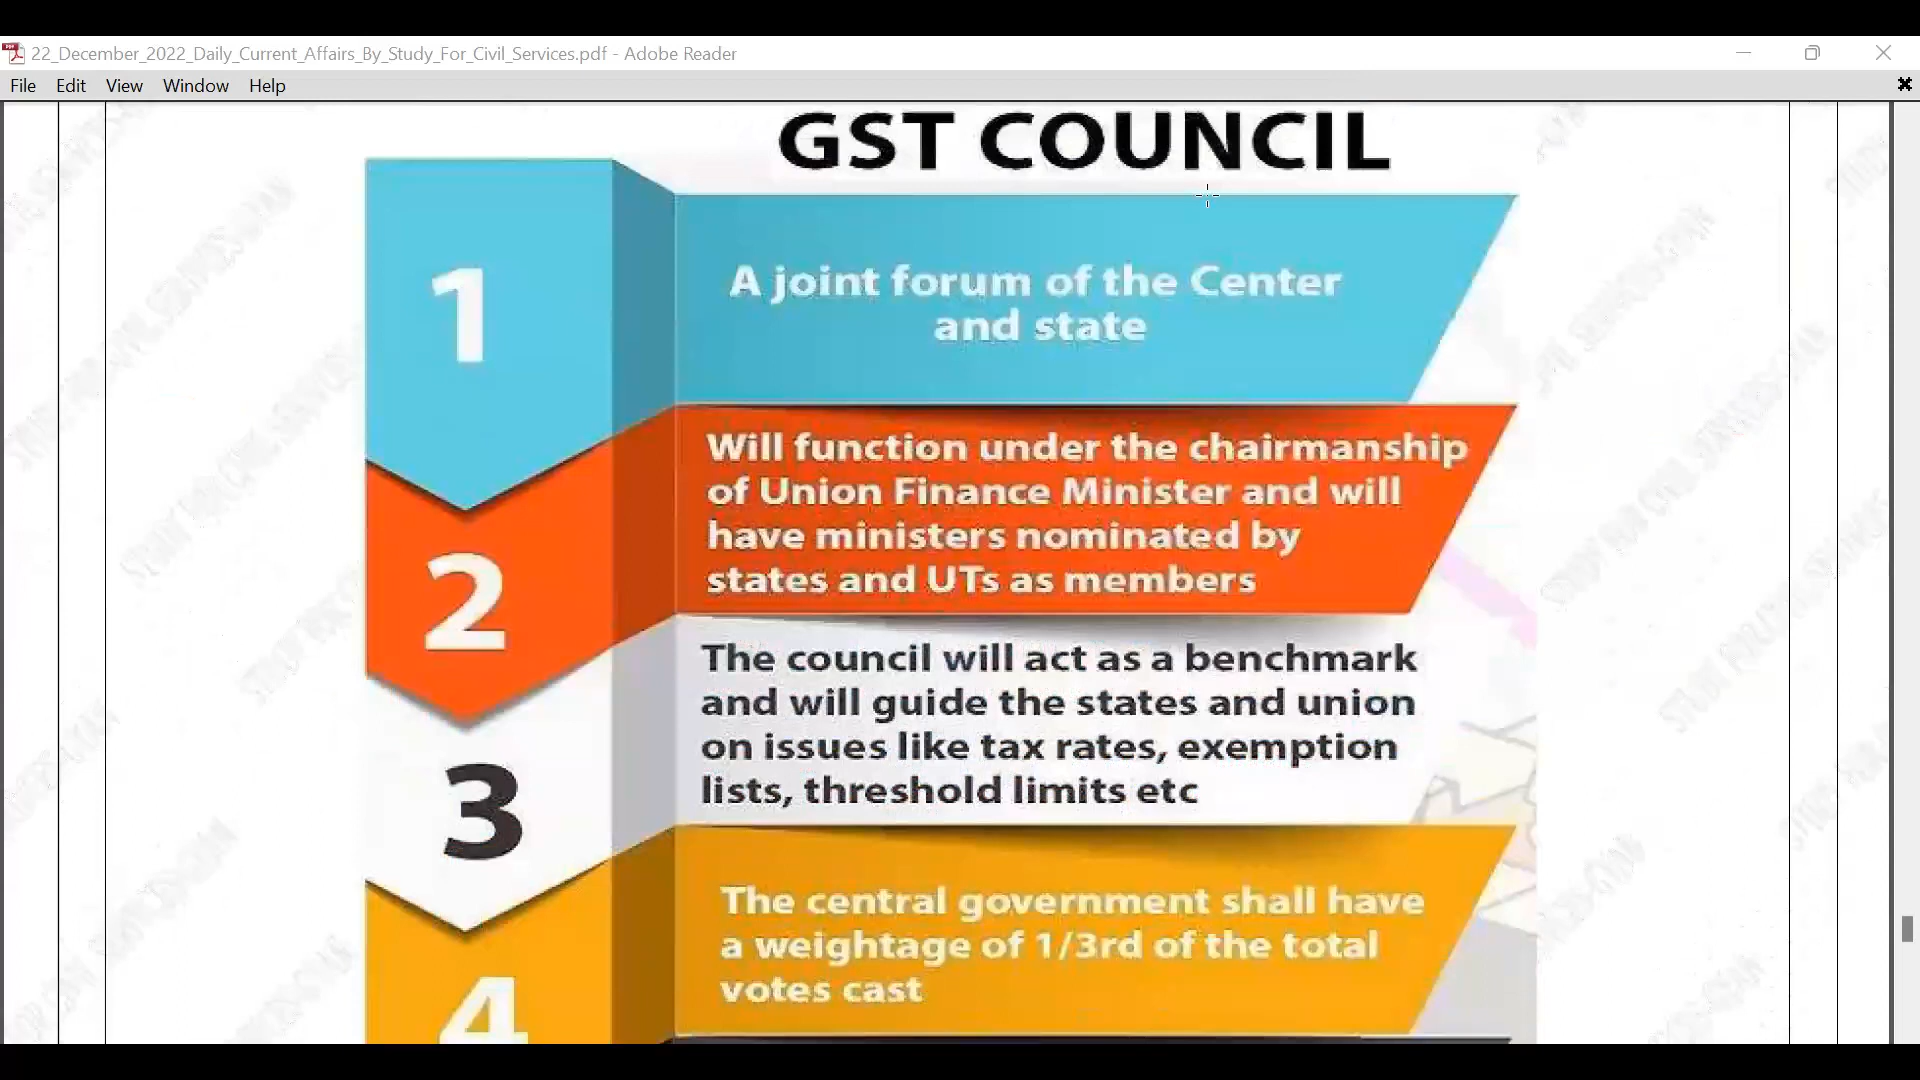 22_December_2022_Daily_Current_Affairs_By_Study_For_Civil_Services.pdf - Adobe Reader
File Edit View Window Help
GST COUNCIL
1
A joint forum of the Center
and state
2
Will function under the chairmanship
of Union Finance Minister and will
have ministers nominated by
states and UTs as members
3
The council will act as a benchmark
and will guide the states and union
on issues like tax rates, exemption
lists, threshold limits etc
4
The central government shall have
a weightage of 1/3rd of the total
votes cast